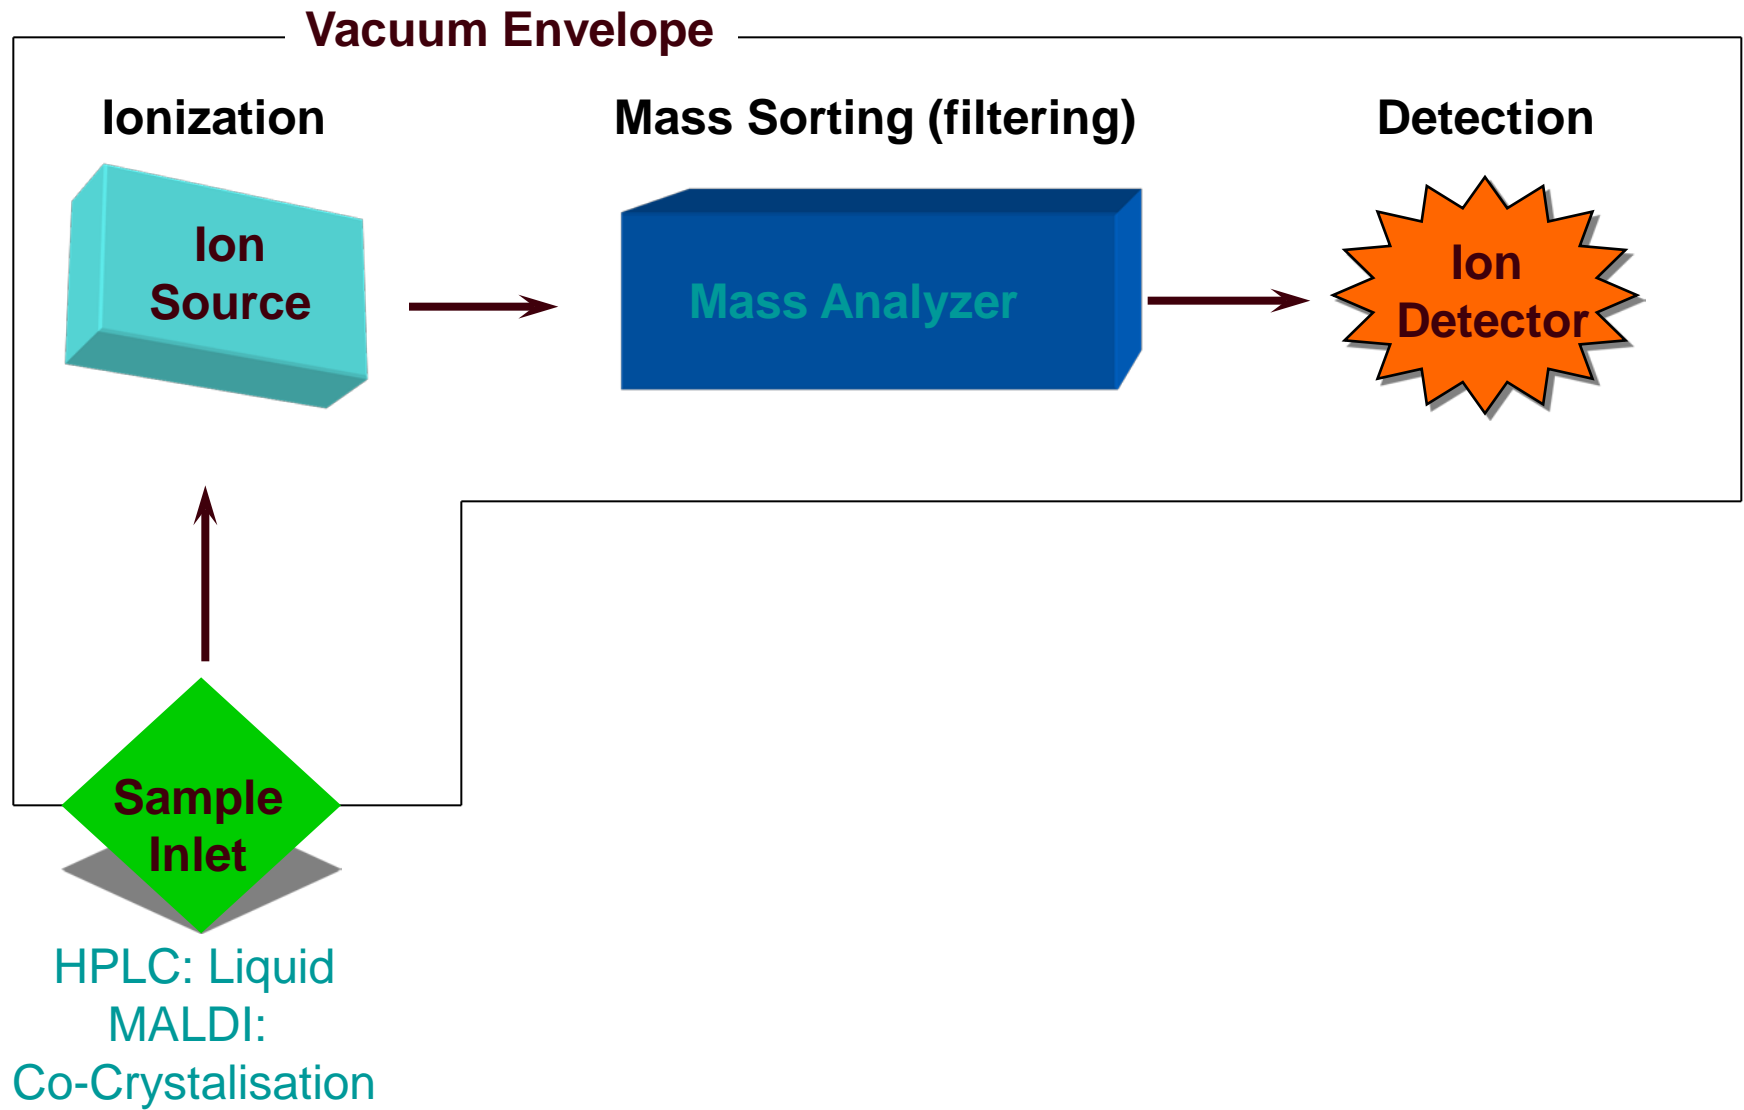 Vacuum Envelope
Ionization
Mass Sorting (filtering)
Detection
Ion
Source
Mass Analyzer
Ion
Detector
Sample
Inlet
HPLC: Liquid
MALDI:
Co-Crystalisation